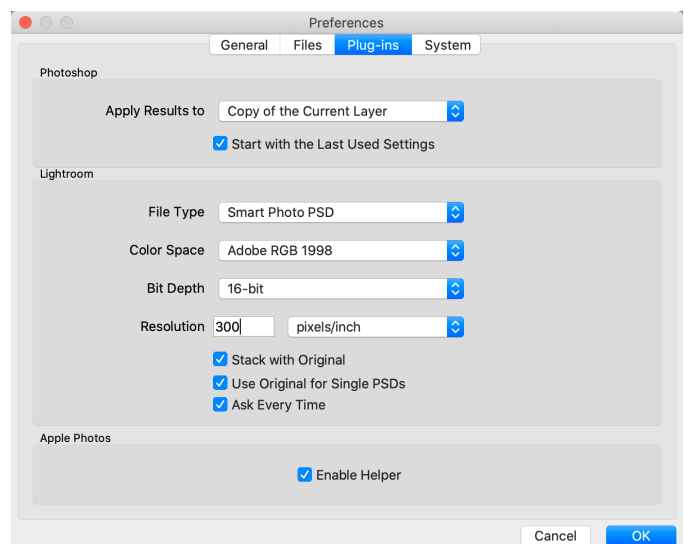 Preferences
General Files Plug-ins System
Photoshop
Apply Results to Copy of the Current Layer
Start with the Last Used Settings
Lightroom
File Type Smart Photo PSD
Color Space Adobe RGB 1998
Bit Depth 16-bit
Resolution 300 pixels/inch
Stack with Original
Use Original for Single PSDs
Ask Every Time
Apple Photos
Enable Helper
Cancel OK